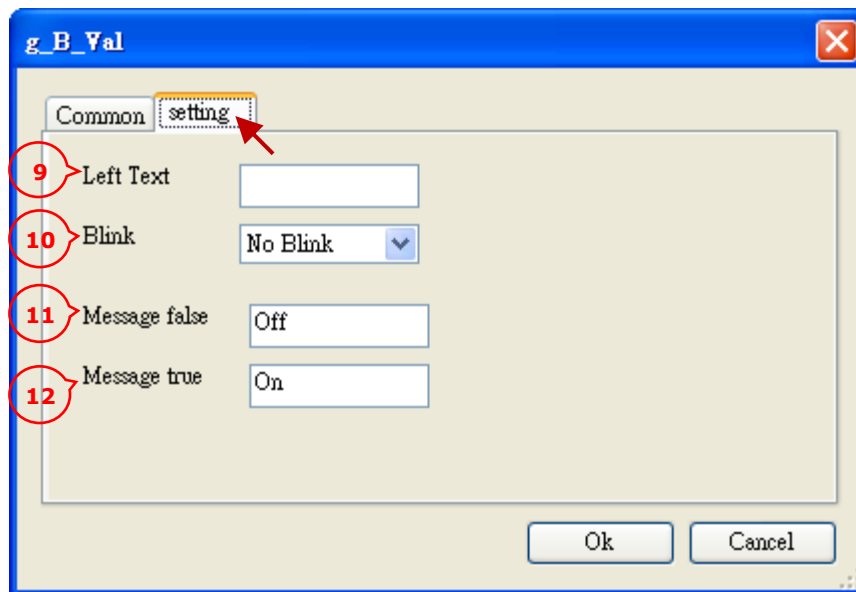 g_B_Val
Common setting
9 Left Text
10 Blink No Blink
11 Message false Off
12 Message true On
Ok Cancel